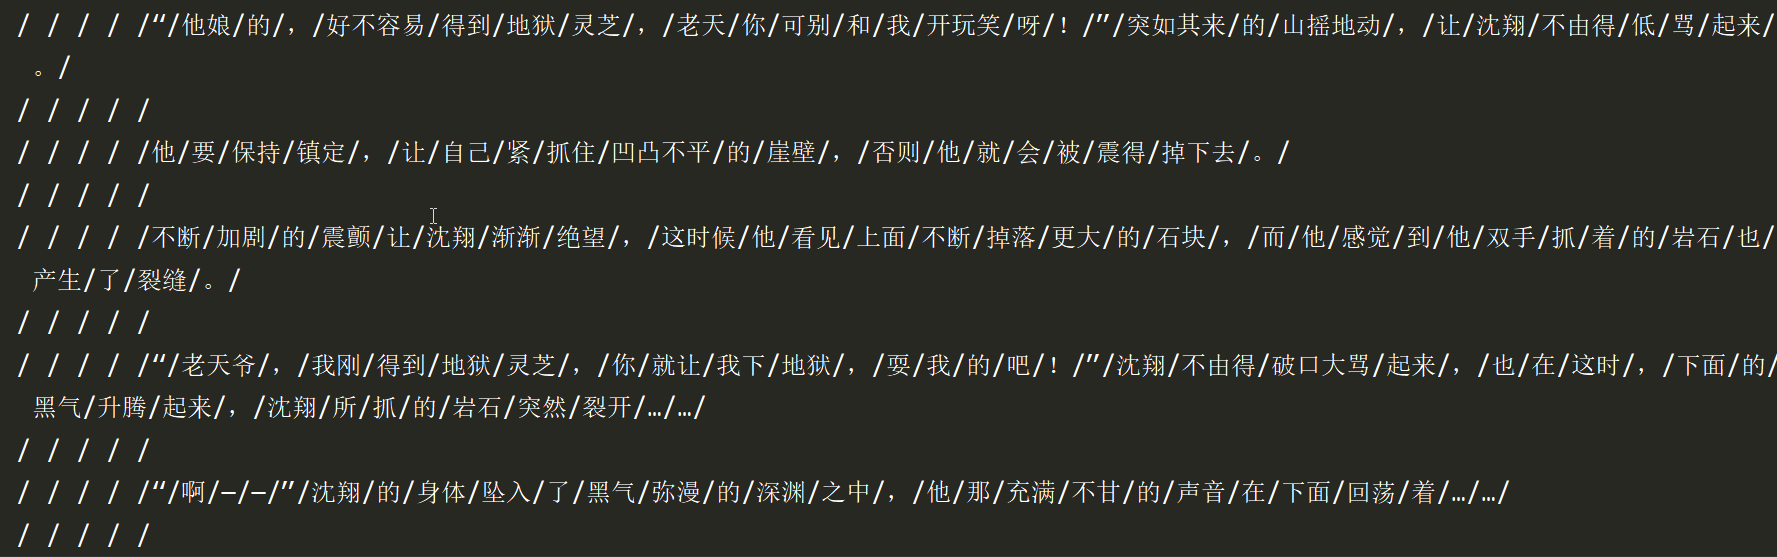 / / / / /“/他娘/的/，/好不容易/得到/地狱/灵芝/，/老天/你/可别/和/我/开玩笑/呀/！/”/突如其来/的/山摇地动/，/让/沈翔/不由得/低/骂/起来/
。/
/ / / / /
/ / / / /他/要/保持/镇定/，/让/自己/紧/抓住/凹凸不平/的/崖壁/，/否则/他/就/会/被/震得/掉下去/。/
/ / / / /
/ / / / /不断/加剧/的/震颤/让/沈翔/渐渐/绝望/，/这时候/他/看见/上面/不断/掉落/更大/的/石块/，/而/他/感觉/到/他/双手/抓/着/的/岩石/也/
产生/了/裂缝/。/
/ / / / /
/ / / / /“/老天爷/，/我刚/得到/地狱/灵芝/，/你/就让/我下/地狱/，/耍/我/的/吧/！/”/沈翔/不由得/破口大骂/起来/，/也/在/这时/，/下面/的/
黑气/升腾/起来/，/沈翔/所/抓/的/岩石/突然/裂开/…/…/
/ / / / /
/ / / / /“/啊/—/—/”/沈翔/的/身体/坠入/了/黑气/弥漫/的/深渊/之中/，/他/那/充满/不甘/的/声音/在/下面/回荡/着/…/…/
/ / / / /